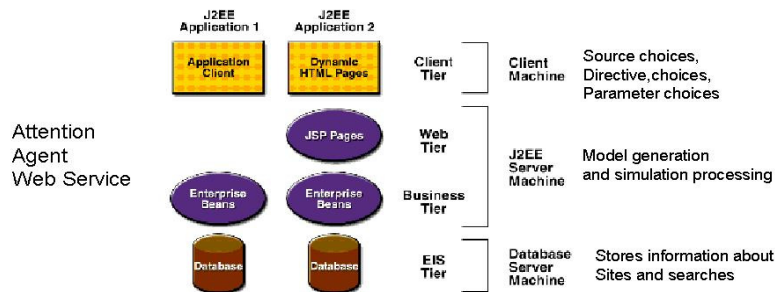 J2EE
Application 1
J2EE
Application 2
Application
Client
Dynamic
HTML Pages
Client
Tier
Client
Machine
Source choices,
Directive,choices,
Parameter choices
Attention
Agent
Web Service
JSP Pages
Web
Tier
J2EE
Server
Machine
Model generation
and simulation processing
Enterprise
Beans
Enterprise
Beans
Business
Tier
Database
Database
EIS
Tier
Database
Server
Machine
Stores information about
Sites and searches